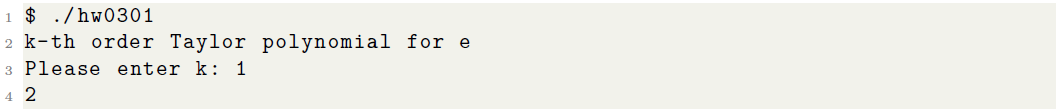 1 $ ./hw0301
2 k-th order Taylor polynomial for e
3 Please enter k: 1
4 2